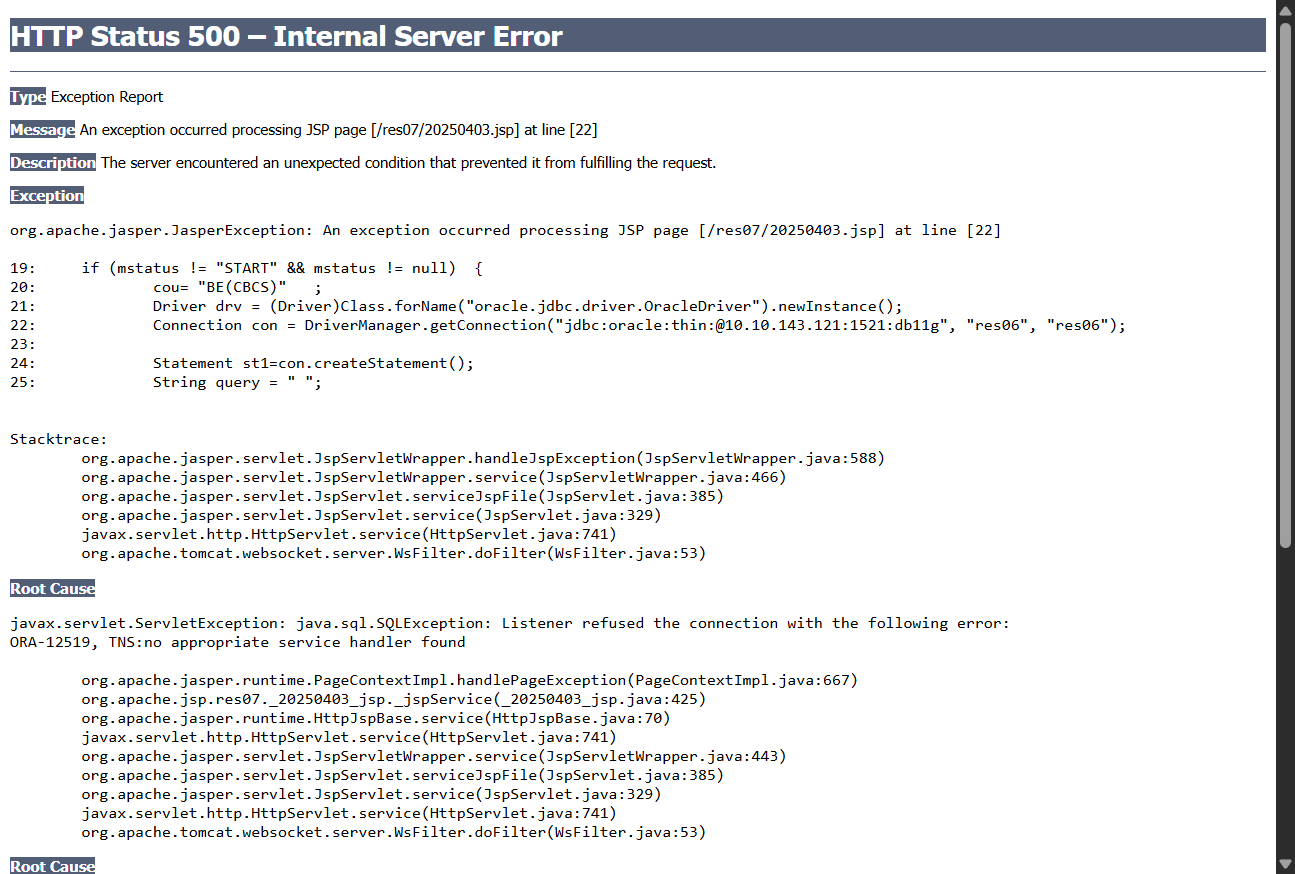 HTTP Status 500 – Internal Server Error
Type Exception Report
Message An exception occurred processing JSP page [/res07/20250403.jsp] at line [22]
Description The server encountered an unexpected condition that prevented it from fulfilling the request.
Exception
org.apache.jasper.JasperException: An exception occurred processing JSP page [/res07/20250403.jsp] at line [22]
19:     if (mstatus != "START" && mstatus != null)  {
20:             cou= "BE(CBCS)"   ;
21:             Driver drv = (Driver)Class.forName("oracle.jdbc.driver.OracleDriver").newInstance();
22:             Connection con = DriverManager.getConnection("jdbc:oracle:thin:@10.10.143.121:1521:db11g", "res06", "res06");
23:
24:             Statement st1=con.createStatement();
25:             String query = " ";
Stacktrace:
        org.apache.jasper.servlet.JspServletWrapper.handleJspException(JspServletWrapper.java:588)
        org.apache.jasper.servlet.JspServletWrapper.service(JspServletWrapper.java:466)
        org.apache.jasper.servlet.JspServlet.serviceJspFile(JspServlet.java:385)
        org.apache.jasper.servlet.JspServlet.service(JspServlet.java:329)
        javax.servlet.http.HttpServlet.service(HttpServlet.java:741)
        org.apache.tomcat.websocket.server.WsFilter.doFilter(WsFilter.java:53)
Root Cause
javax.servlet.ServletException: java.sql.SQLException: Listener refused the connection with the following error:
ORA-12519, TNS:no appropriate service handler found
        org.apache.jasper.runtime.PageContextImpl.handlePageException(PageContextImpl.java:667)
        org.apache.jsp.res07._20250403_jsp._jspService(_20250403_jsp.java:425)
        org.apache.jasper.runtime.HttpJspBase.service(HttpJspBase.java:70)
        javax.servlet.http.HttpServlet.service(HttpServlet.java:741)
        org.apache.jasper.servlet.JspServletWrapper.service(JspServletWrapper.java:443)
        org.apache.jasper.servlet.JspServlet.serviceJspFile(JspServlet.java:385)
        org.apache.jasper.servlet.JspServlet.service(JspServlet.java:329)
        javax.servlet.http.HttpServlet.service(HttpServlet.java:741)
        org.apache.tomcat.websocket.server.WsFilter.doFilter(WsFilter.java:53)
Root Cause